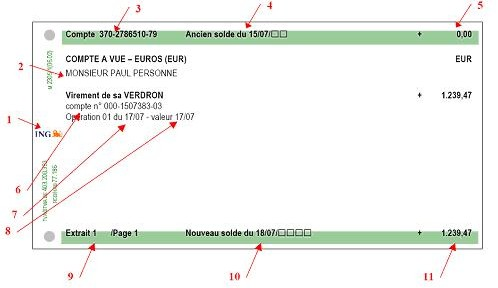 3 4 5
Compte 370-2786510-79 Ancien solde du 15/07/□□ + 0,00
COMPTE A VUE – EUROS (EUR) EUR
2 MONSIEUR PAUL PERSONNE
Virement de sa VERDRON + 1.239,47
compte n° 000-1507383-03
Opération 01 du 17/07 - valeur 17/07
1
ING
6
7
8
Extrait 1 /Page 1 Nouveau solde du 18/07/□□□□ + 1.239,47
9 10 11